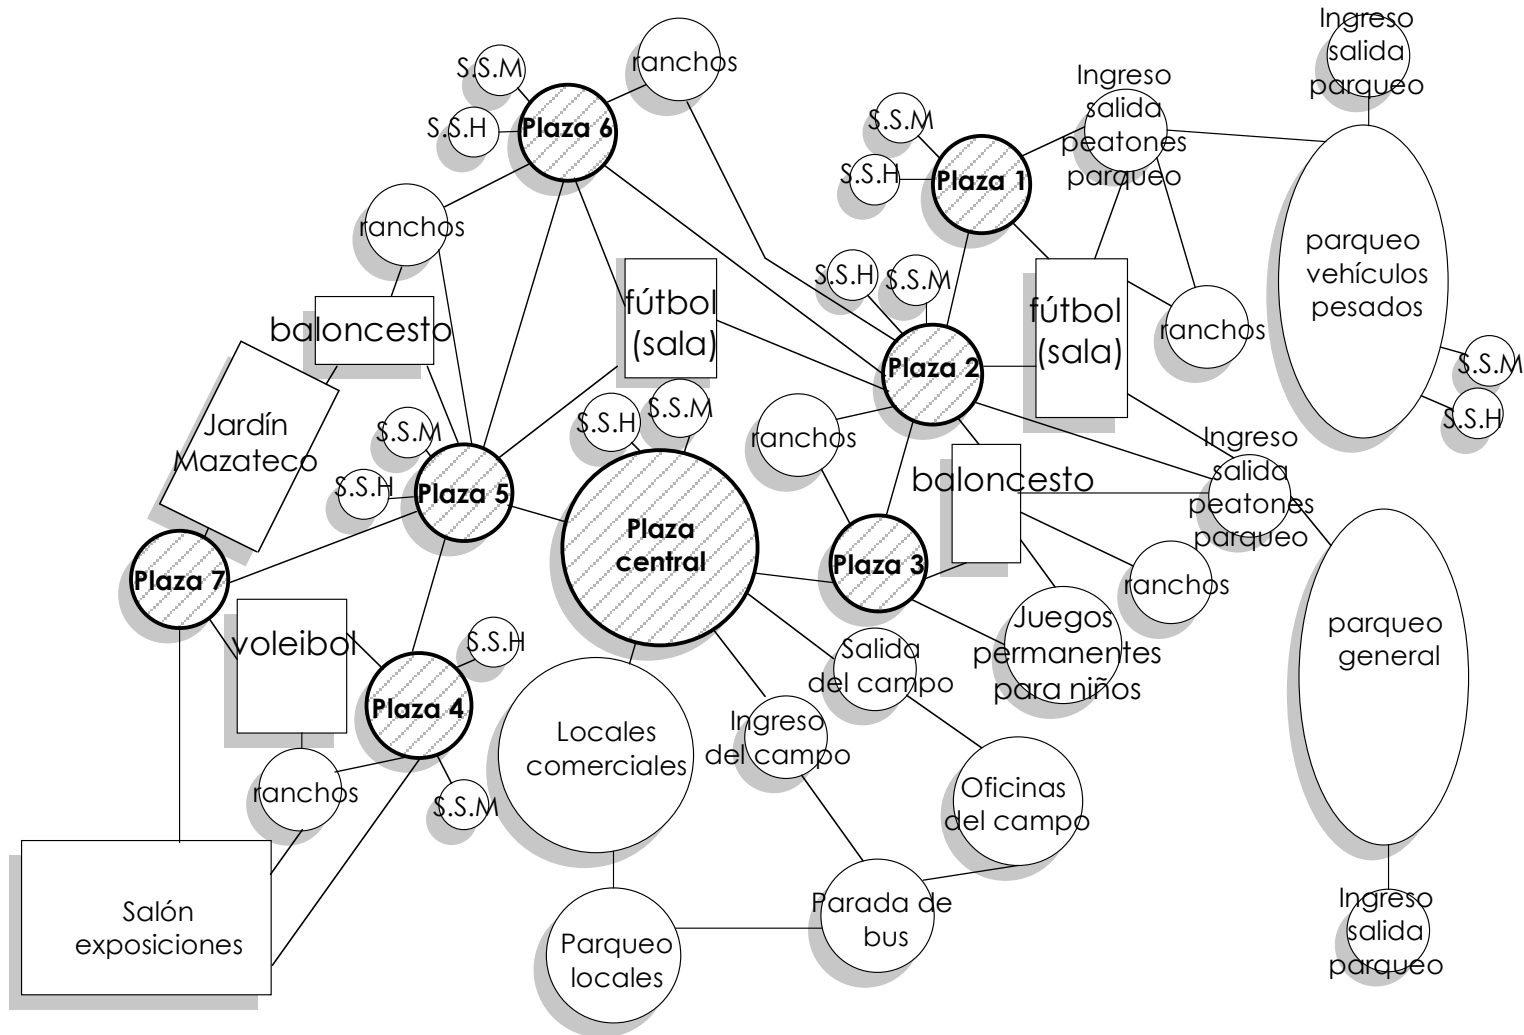 Ingreso
salida
parqueo
S.S.M
ranchos
S.S.H
Plaza 6
Ingreso
salida
peatones
parqueo
S.S.M
S.S.H
Plaza 1
ranchos
parqueo
vehículos
pesados
S.S.H
S.S.M
baloncesto
fútbol
(sala)
fútbol
(sala)
ranchos
Plaza 2
S.S.M
S.S.H
Jardín
Mazateco
S.S.M
S.S.H
S.S.M
ranchos
S.S.H
Plaza 5
baloncesto
Ingreso
salida
peatones
parqueo
Plaza
central
Plaza 3
Plaza 7
ranchos
voleibol
S.S.H
Salida
del campo
Juegos
permanentes
para niños
parqueo
general
Plaza 4
Locales
comerciales
Ingreso
del campo
ranchos
S.S.M
Oficinas
del campo
Salón
exposiciones
Parada de
bus
Parqueo
locales
Ingreso
salida
parqueo